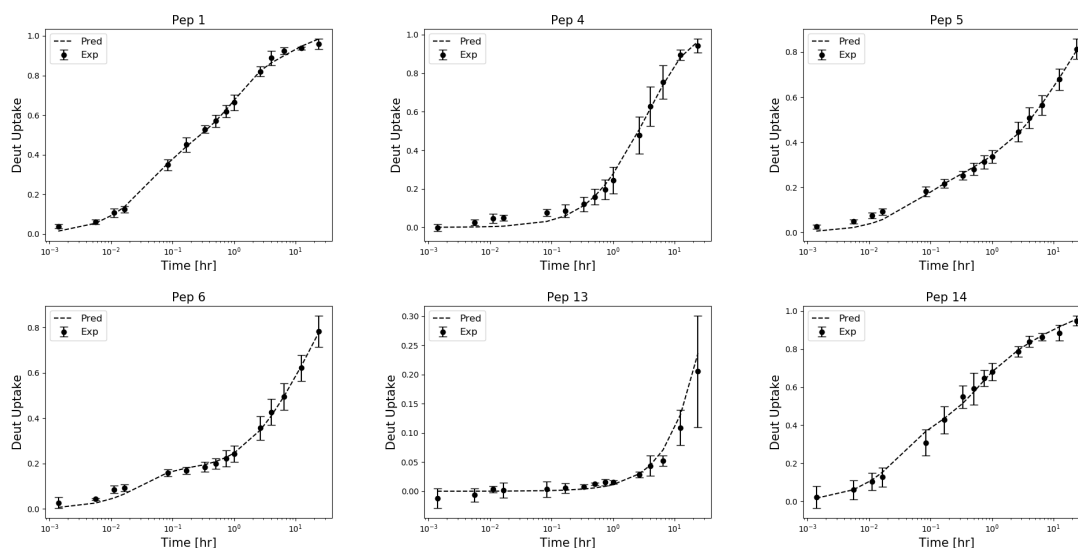 Pep 1
Pred
Exp
Deut Uptake
1.0
0.8
0.6
0.4
0.2
0.0
10⁻³ 10⁻² 10⁻¹ 10⁰ 10¹
Time [hr]
Pep 4
Pred
Exp
Deut Uptake
1.0
0.8
0.6
0.4
0.2
0.0
10⁻³ 10⁻² 10⁻¹ 10⁰ 10¹
Time [hr]
Pep 5
Pred
Exp
Deut Uptake
0.8
0.6
0.4
0.2
0.0
10⁻³ 10⁻² 10⁻¹ 10⁰ 10¹
Time [hr]
Pep 6
Pred
Exp
Deut Uptake
0.8
0.6
0.4
0.2
0.0
10⁻³ 10⁻² 10⁻¹ 10⁰ 10¹
Time [hr]
Pep 13
Pred
Exp
Deut Uptake
0.30
0.25
0.20
0.15
0.10
0.05
0.00
10⁻³ 10⁻² 10⁻¹ 10⁰ 10¹
Time [hr]
Pep 14
Pred
Exp
Deut Uptake
1.0
0.8
0.6
0.4
0.2
0.0
10⁻³ 10⁻² 10⁻¹ 10⁰ 10¹
Time [hr]